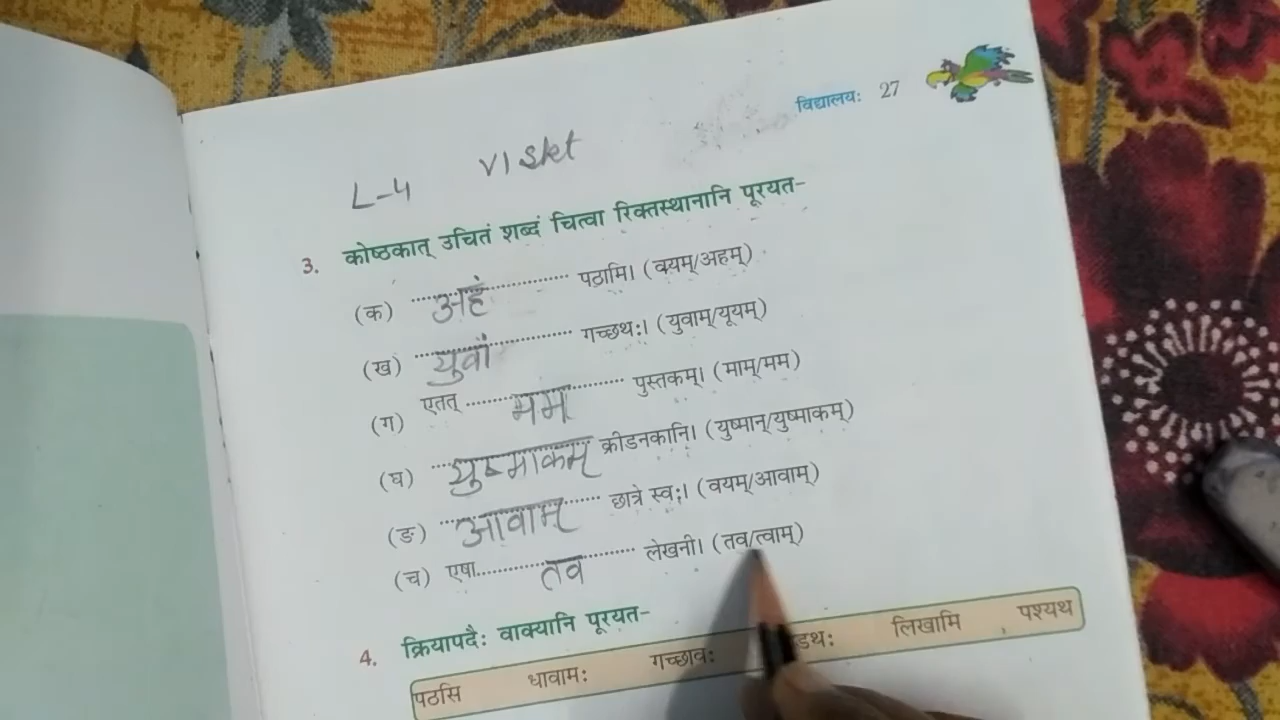 विद्यालयः 27
L-4 VI Skt
3. कोष्ठकात् उचितं शब्दं चित्वा रिक्तस्थानानि पूरयत-
(क) अहं पठामि। (वयम्/अहम्)
(ख) युवां गच्छथः। (युवाम्/यूयम्)
(ग) एतत् मम पुस्तकम्। (माम्/मम)
(घ) युष्माकम् क्रीडनकानि। (युष्मान्/युष्माकम्)
(ङ) आवाम् छात्रे स्वः। (वयम्/आवाम्)
(च) एषा तव लेखनी। (तव/त्वाम्)
4. क्रियापदैः वाक्यानि पूरयत-
पठसि धावामः गच्छावः लिखामि पश्यथ